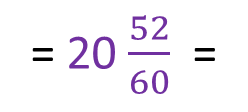 = 20 52/60 =